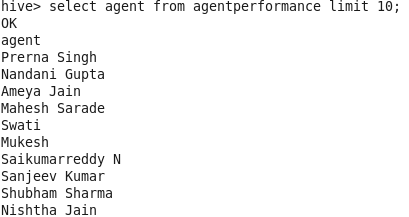 hive> select agent from agentperformance limit 10;
OK
agent
Prerna Singh
Nandani Gupta
Ameya Jain
Mahesh Sarade
Swati
Mukesh
Saikumarreddy N
Sanjeev Kumar
Shubham Sharma
Nishtha Jain